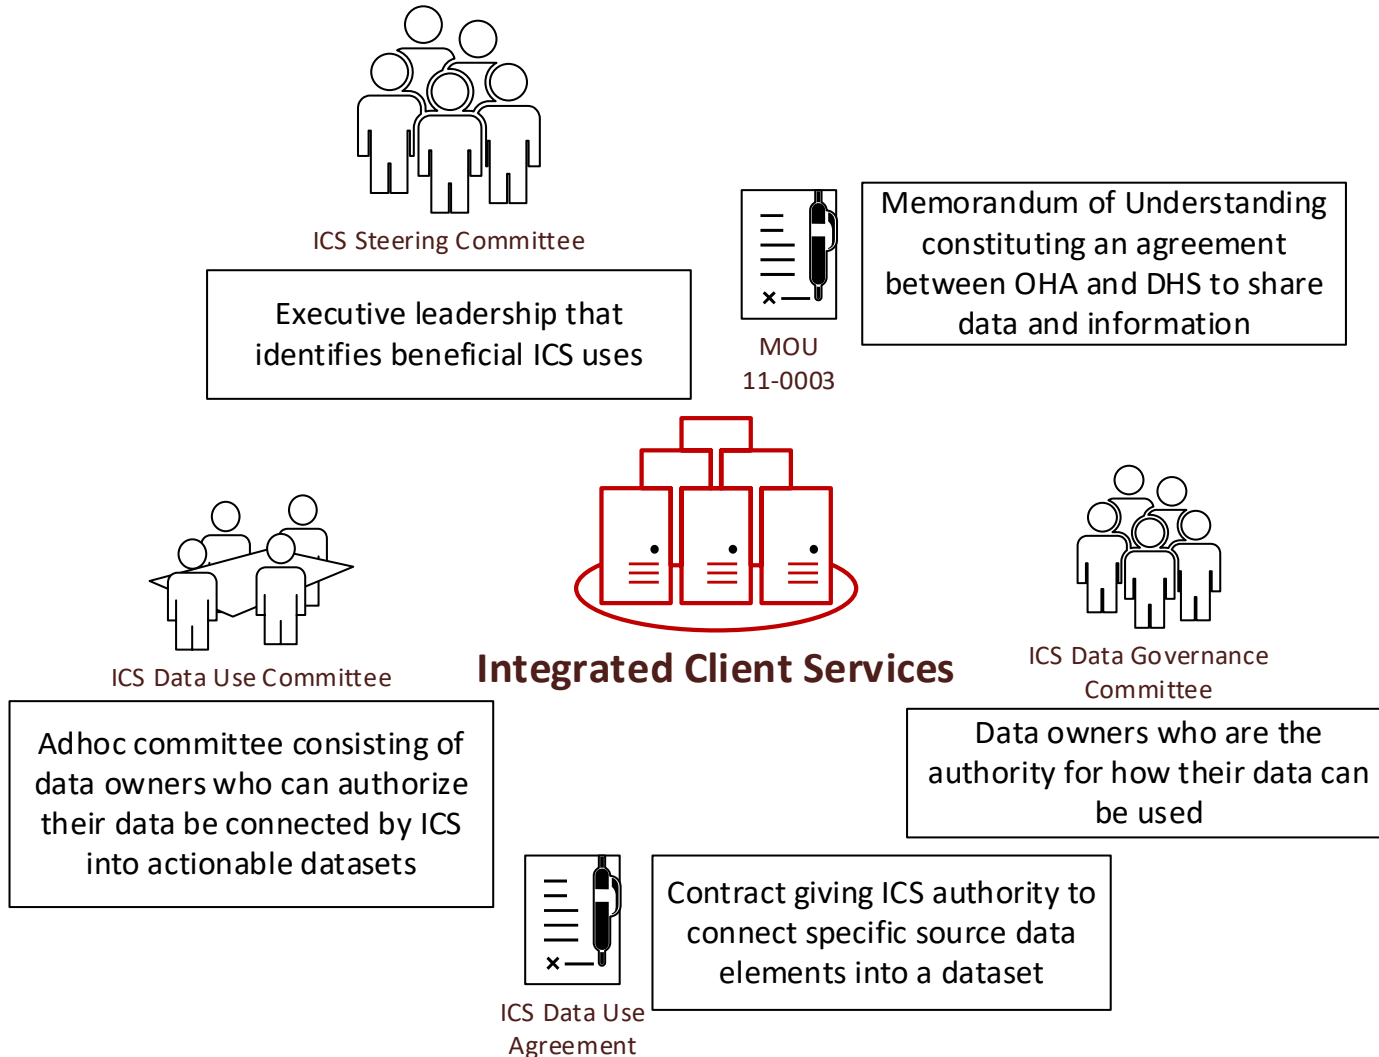 ICS Steering Committee
Executive leadership that
identifies beneficial ICS uses
MOU
11-0003
Memorandum of Understanding
constituting an agreement
between OHA and DHS to share
data and information
Integrated Client Services
ICS Data Use Committee
Adhoc committee consisting of
data owners who can authorize
their data be connected by ICS
into actionable datasets
ICS Data Governance
Committee
Data owners who are the
authority for how their data can
be used
ICS Data Use
Agreement
Contract giving ICS authority to
connect specific source data
elements into a dataset